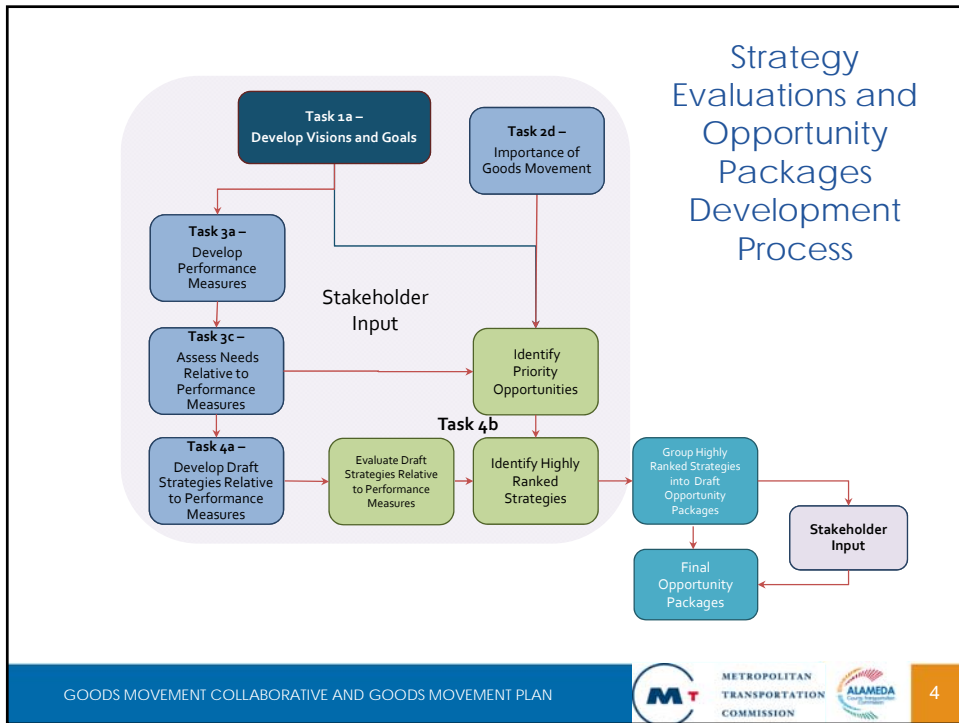 Strategy
Evaluations and
Opportunity
Packages
Development
Process
Task 1a –
Develop Visions and Goals
Task 2d –
Importance of
Goods Movement
Task 3a –
Develop
Performance
Measures
Stakeholder
Input
Task 3c –
Assess Needs
Relative to
Performance
Measures
Identify
Priority
Opportunities
Task 4b
Task 4a –
Develop Draft
Strategies Relative
to Performance
Measures
Evaluate Draft
Strategies Relative
to Performance
Measures
Identify Highly
Ranked
Strategies
Group Highly
Ranked Strategies
into Draft
Opportunity
Packages
Stakeholder
Input
Final
Opportunity
Packages
GOODS MOVEMENT COLLABORATIVE AND GOODS MOVEMENT PLAN
M T
METROPOLITAN
TRANSPORTATION
COMMISSION
ALAMEDA
County Transportation
Commission
4